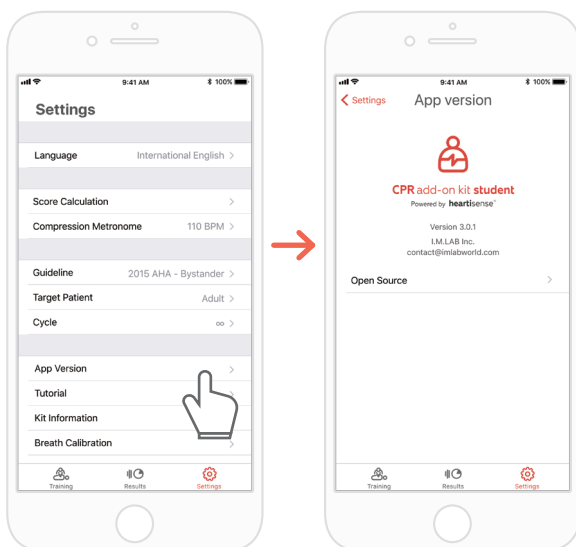 9:41 AM 100%
Settings
Language International English >
Score Calculation >
Compression Metronome 110 BPM >
Guideline 2015 AHA - Bystander >
Target Patient Adult >
Cycle ∞ >
App Version >
Tutorial >
Kit Information
Breath Calibration >
Training Results Settings
9:41 AM 100%
< Settings App version
CPR add-on kit student
Powered by heartisense®
Version 3.0.1
I.M.LAB Inc.
contact@imlabworld.com
Open Source >
Training Results Settings